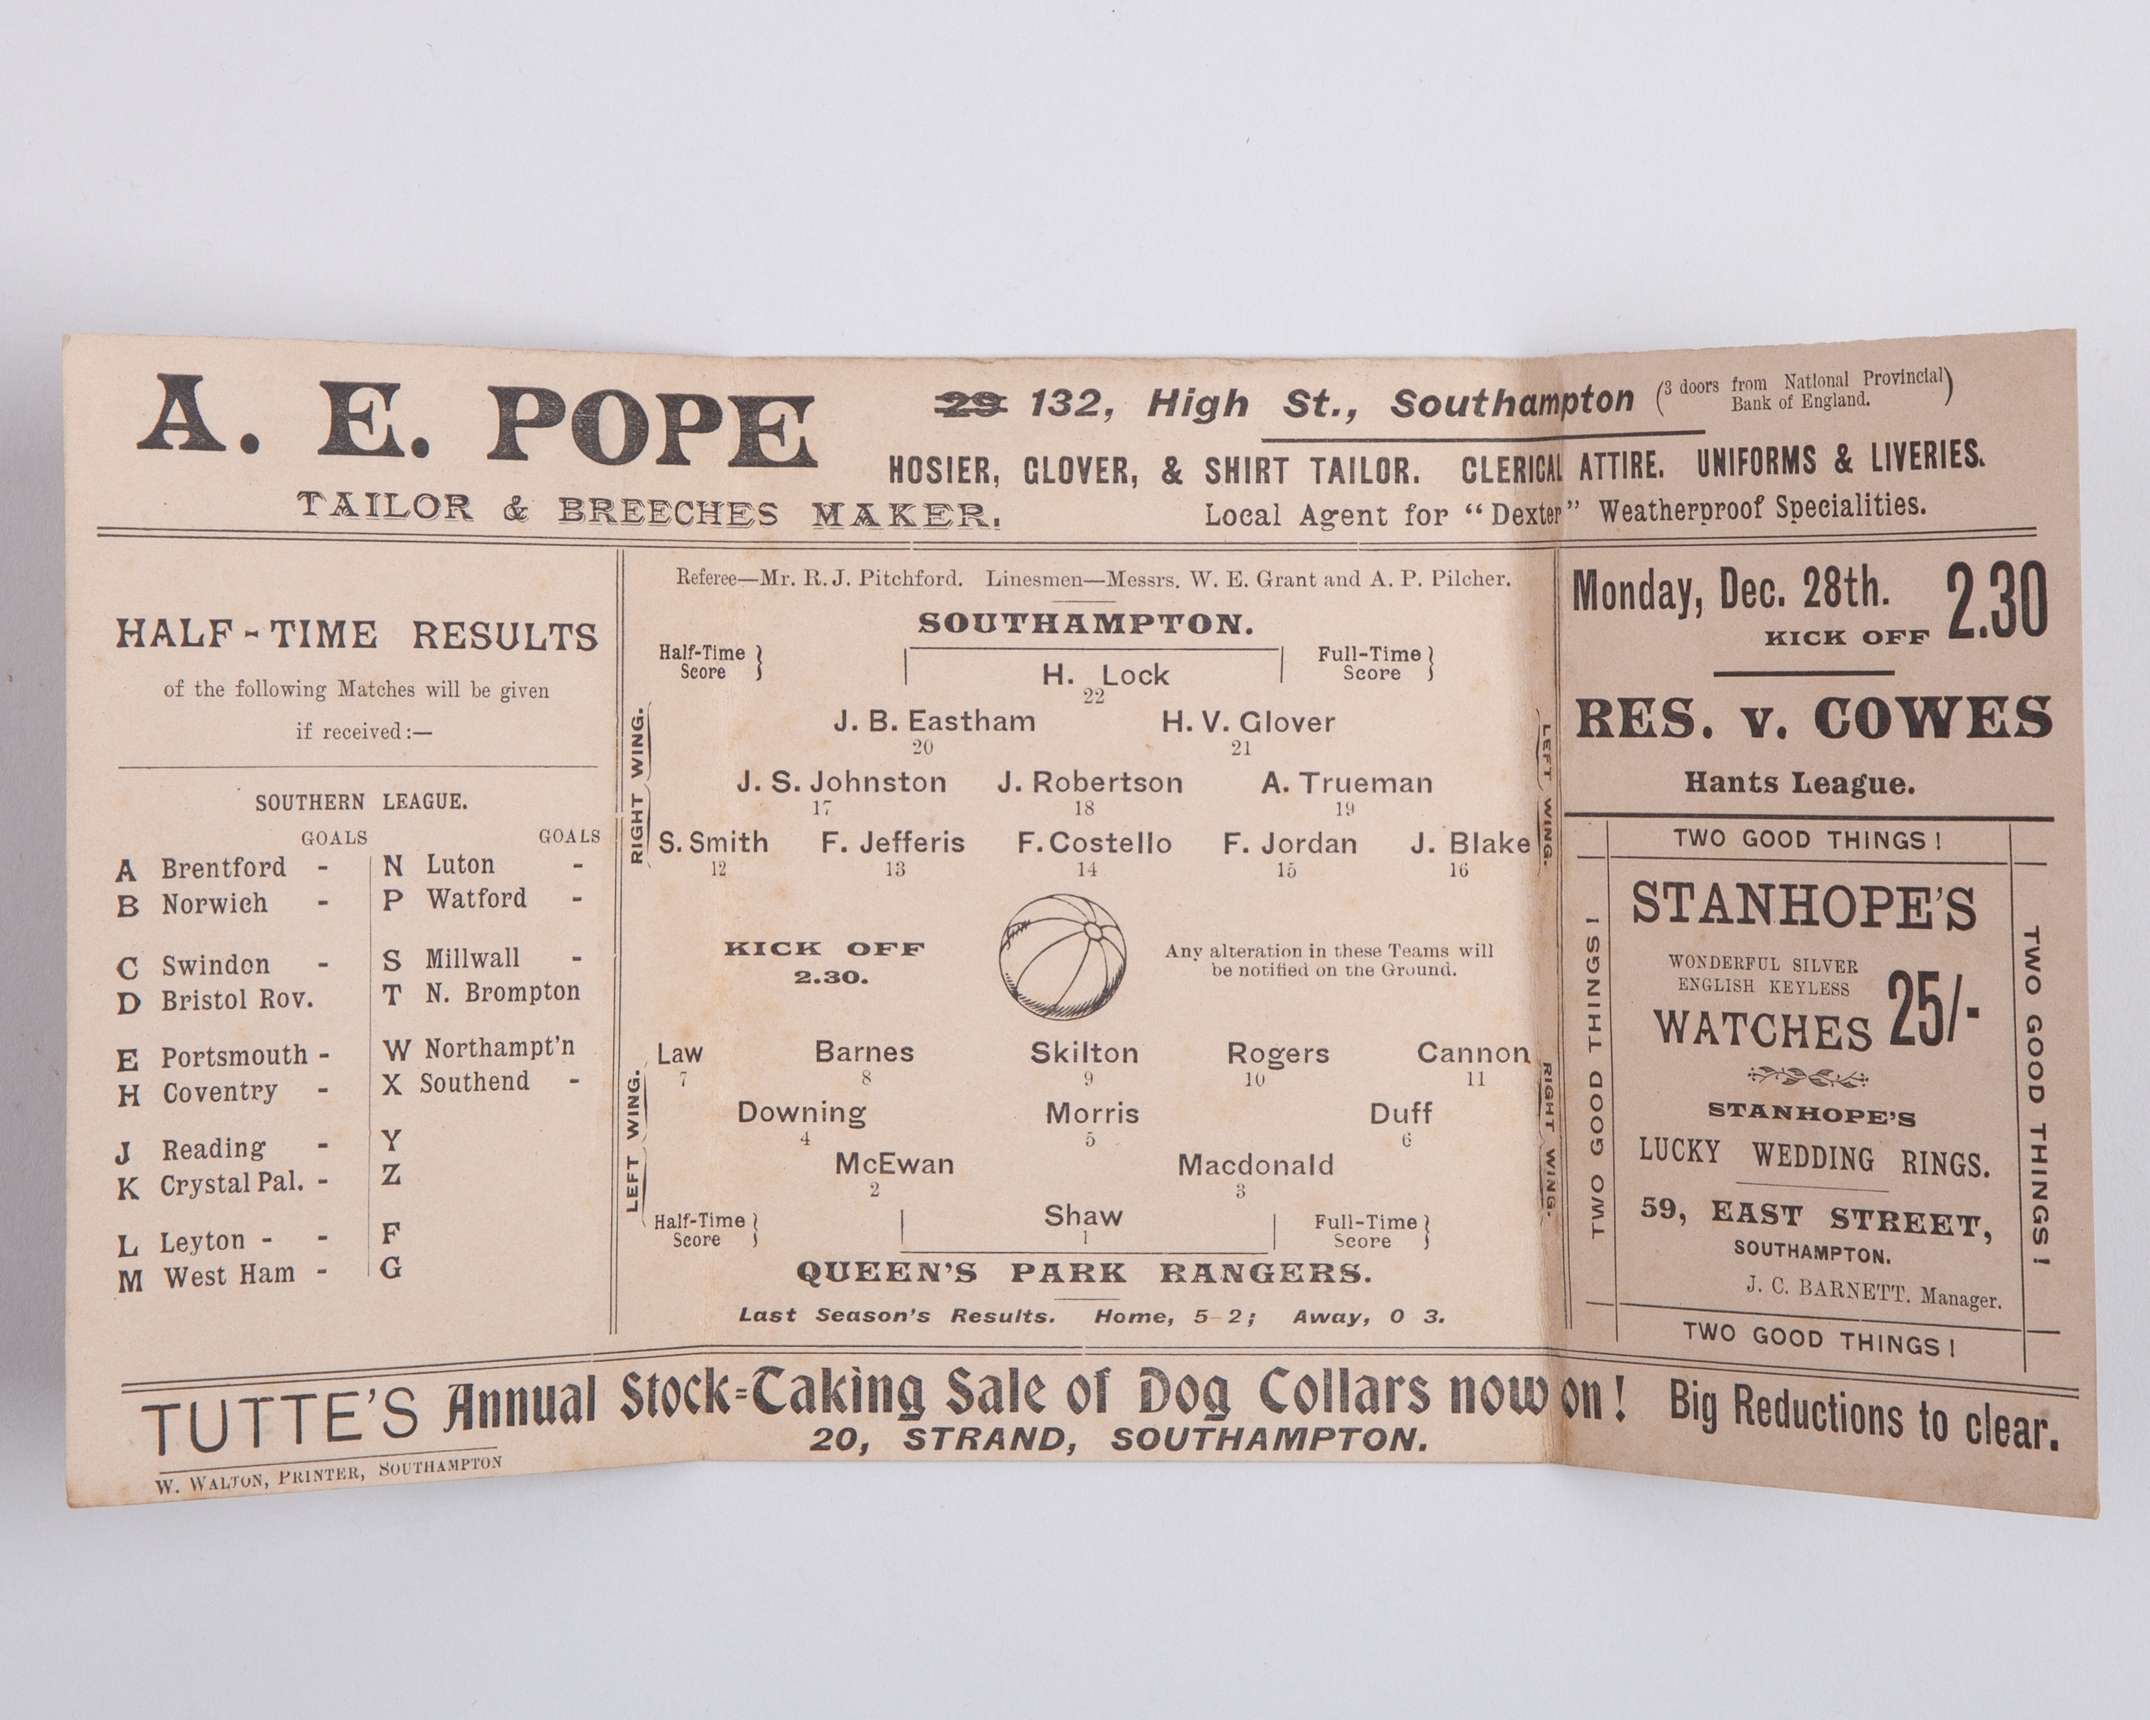 A. E. POPE
TAILOR & BREECHES MAKER.
29 132, High St., Southampton (3 doors from National Provincial Bank of England.)
HOSIER, GLOVER, & SHIRT TAILOR. CLERICAL ATTIRE. UNIFORMS & LIVERIES.
Local Agent for "Dexter" Weatherproof Specialities.
HALF-TIME RESULTS
of the following Matches will be given
if received:—
SOUTHERN LEAGUE.
GOALS GOALS
A Brentford - N Luton -
B Norwich - P Watford -
C Swindon - S Millwall -
D Bristol Rov. T N. Brompton
E Portsmouth - W Northampt'n
H Coventry - X Southend -
J Reading - Y
K Crystal Pal. - Z
L Leyton - - F
M West Ham - G
Referee—Mr. R. J. Pitchford. Linesmen—Messrs. W. E. Grant and A. P. Pilcher.
SOUTHAMPTON.
Half-Time Score } Full-Time Score }
H. Lock
22
J. B. Eastham H. V. Glover
20 21
J. S. Johnston J. Robertson A. Trueman
17 18 19
S. Smith F. Jefferis F. Costello F. Jordan J. Blake
12 13 14 15 16
RIGHT WING.
LEFT WING.
KICK OFF
2.30.
Any alteration in these Teams will
be notified on the Ground.
Law Barnes Skilton Rogers Cannon
7 8 9 10 11
Downing Morris Duff
4 5 6
McEwan Macdonald
2 3
Shaw
1
LEFT WING.
RIGHT WING.
Half-Time Score } Full-Time Score }
QUEEN'S PARK RANGERS.
Last Season's Results. Home, 5-2; Away, 0 3.
Monday, Dec. 28th.
KICK OFF 2.30
RES. v. COWES
Hants League.
TWO GOOD THINGS!
TWO GOOD THINGS!
TWO GOOD THINGS!
STANHOPE'S
WONDERFUL SILVER
ENGLISH KEYLESS
WATCHES 25/-
STANHOPE'S
LUCKY WEDDING RINGS.
59, EAST STREET,
SOUTHAMPTON.
J. C. BARNETT. Manager.
TWO GOOD THINGS!
TUTTE'S Annual Stock-Taking Sale of Dog Collars now on! Big Reductions to clear.
20, STRAND, SOUTHAMPTON.
W. WALTON, PRINTER, SOUTHAMPTON